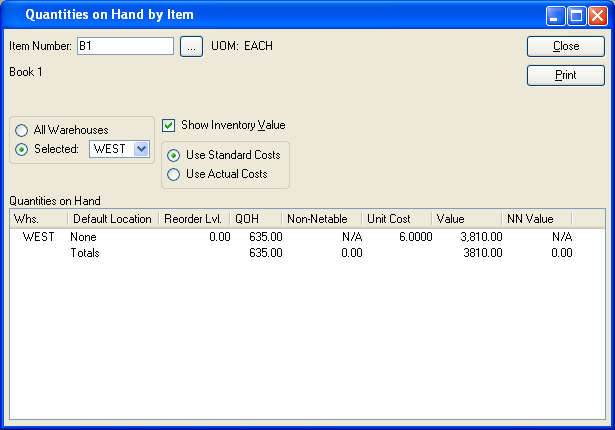 Quantities on Hand by Item
Item Number: B1 ... UOM: EACH Close
Book 1 Print
All Warehouses Show Inventory Value
Selected: WEST Use Standard Costs
Use Actual Costs
Quantities on Hand
Whs. Default Location Reorder Lvl. QOH Non-Netable Unit Cost Value NN Value
WEST None 0.00 635.00 N/A 6.0000 3,810.00 N/A
Totals 635.00 0.00 3810.00 0.00